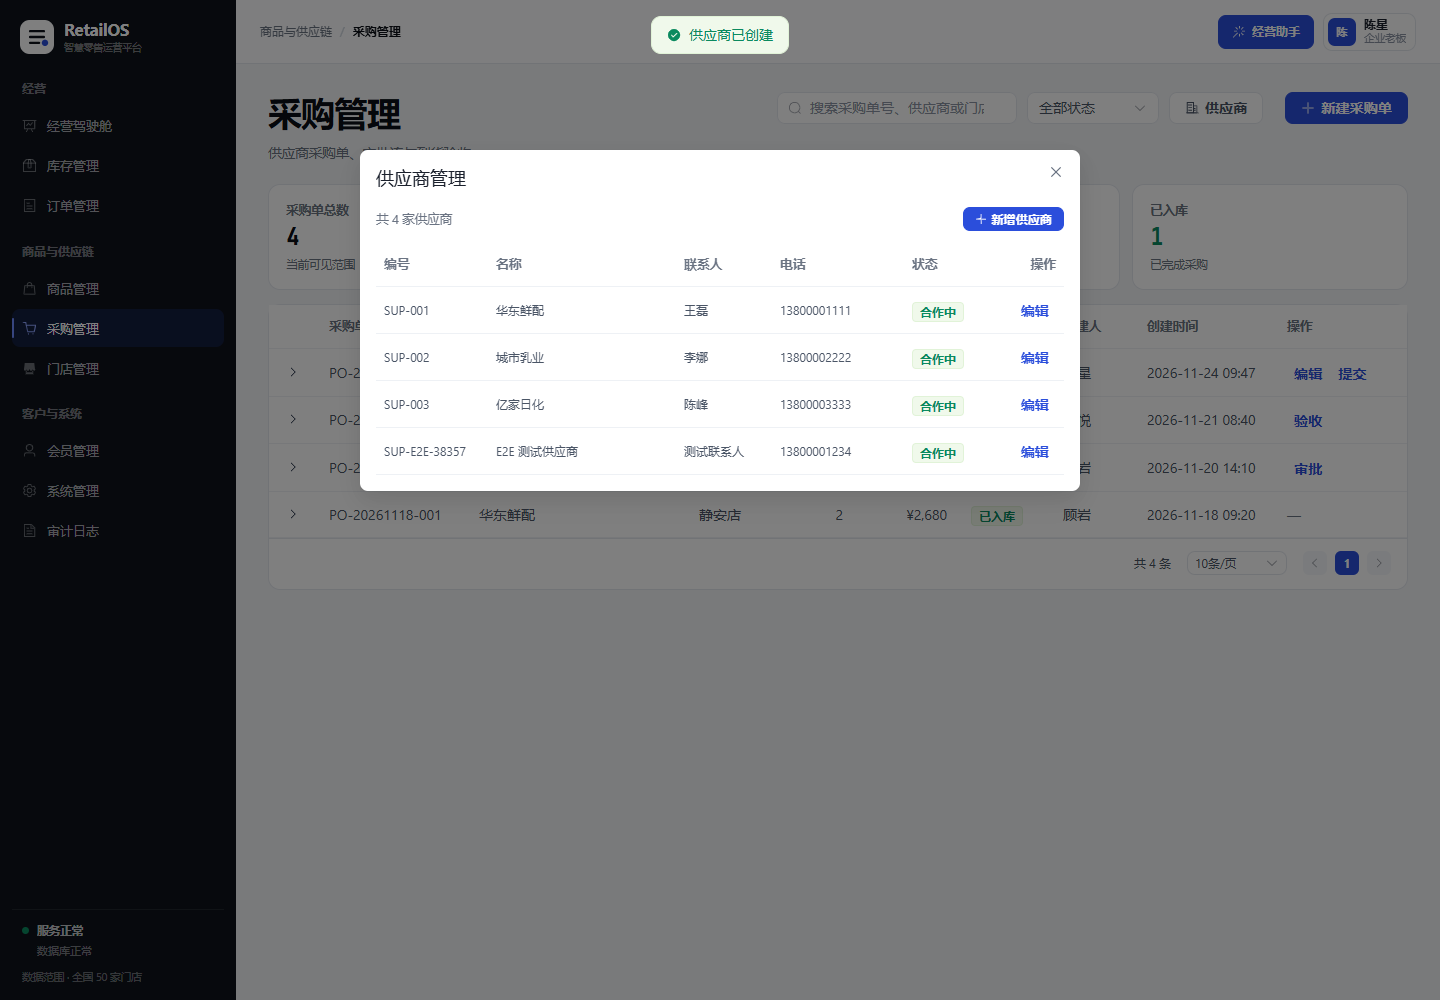 RetailOS
智慧零售运营平台
经营
经营驾驶舱
库存管理
订单管理
商品与供应链
商品管理
采购管理
门店管理
客户与系统
会员管理
系统管理
审计日志
服务正常
数据库正常
数据范围 · 全国 50 家门店
商品与供应链 / 采购管理
供应商已创建
经营助手
陈
陈星
企业老板
采购管理
搜索采购单号、供应商或门店
全部状态
供应商
新建采购单
供应商采购单、
采购单总数
4
当前可见范围
已入库
1
已完成采购
供应商管理
共 4 家供应商
新增供应商
编号 名称 联系人 电话 状态 操作
SUP-001 华东鲜配 王磊 13800001111 合作中 编辑
SUP-002 城市乳业 李娜 13800002222 合作中 编辑
SUP-003 亿家日化 陈峰 13800003333 合作中 编辑
SUP-E2E-38357 E2E 测试供应商 测试联系人 13800001234 合作中 编辑
采购单 建人 创建时间 操作
PO-2 星 2026-11-24 09:47 编辑 提交
PO-2 悦 2026-11-21 08:40 验收
PO-2 岩 2026-11-20 14:10 审批
PO-20261118-001 华东鲜配 静安店 2 ¥2,680 已入库 顾岩 2026-11-18 09:20 —
共 4 条 10条/页 1